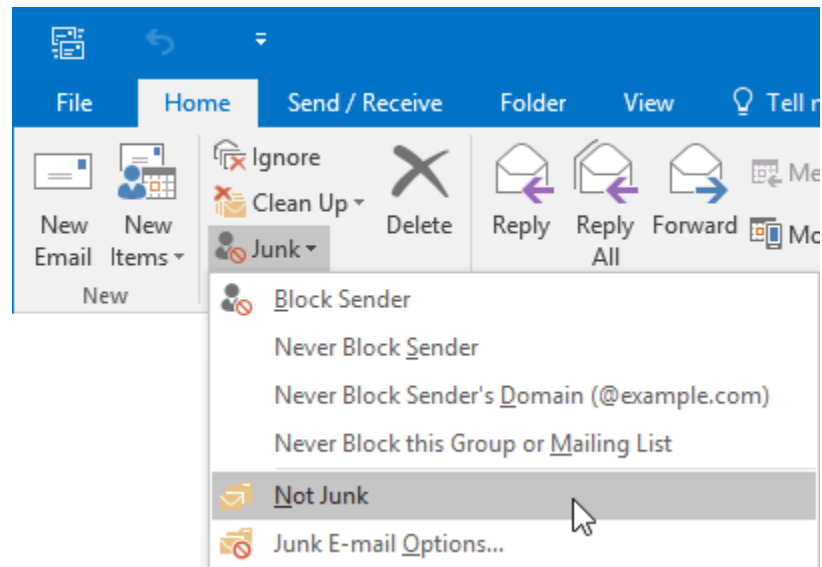 File Home Send / Receive Folder View Tell
Ignore
Clean Up
Junk
New Email
New Items
Delete
Reply
Reply All
Forward
New
Block Sender
Never Block Sender
Never Block Sender's Domain (@example.com)
Never Block this Group or Mailing List
Not Junk
Junk E-mail Options...